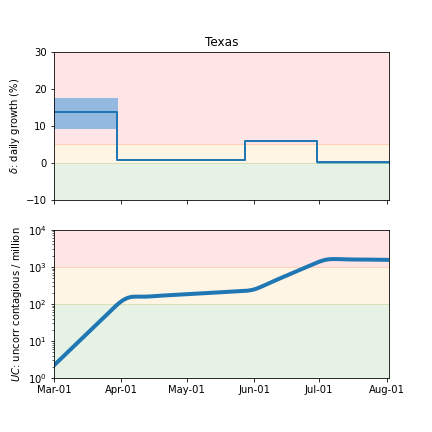 Texas
30
20
10
0
−10
δ: daily growth (%)
10⁴
10³
10²
10¹
10⁰
UC: uncorr contagious / million
Mar-01 Apr-01 May-01 Jun-01 Jul-01 Aug-01